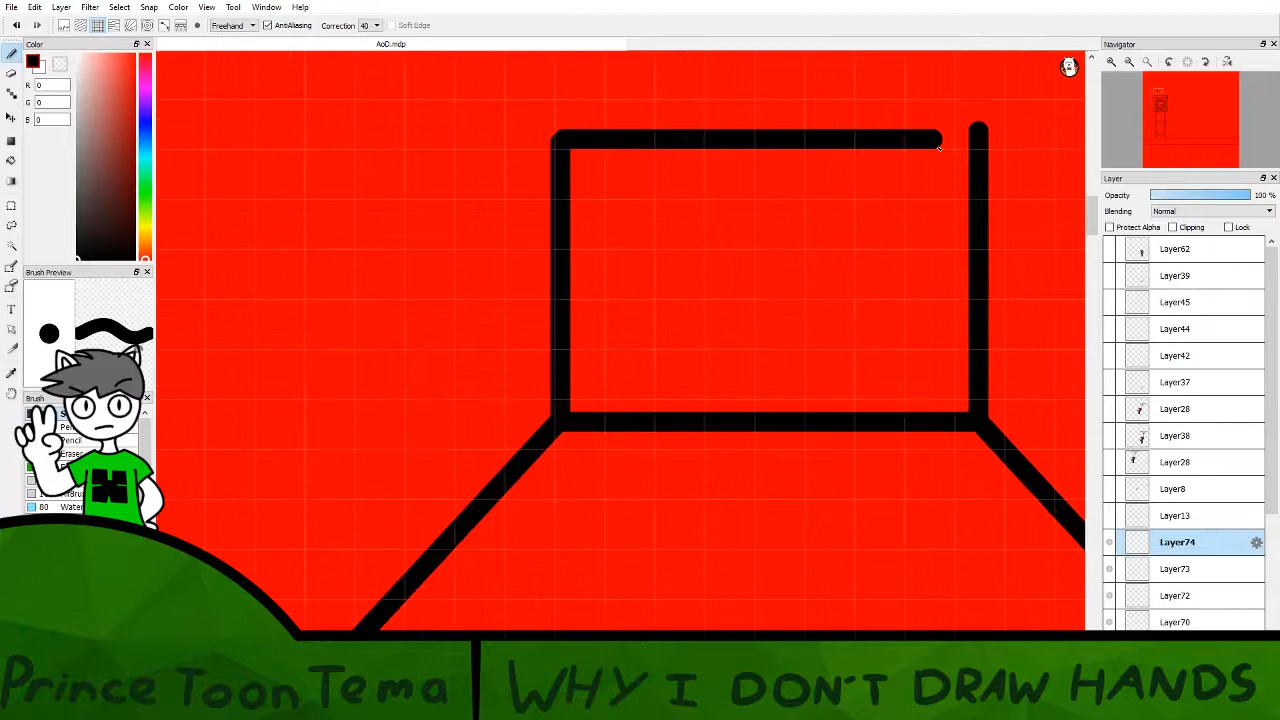 File Edit Layer Filter Select Snap Color View Tool Window Help
Freehand AntiAliasing Correction 40 Soft Edge
AoD.mdp
Color
R 0
G 0
B 0
Brush Preview
Brush
Pencil
Eraser
80 Water
Navigator
Layer
Opacity 100 %
Blending Normal
Protect Alpha Clipping Lock
Layer62
Layer39
Layer45
Layer44
Layer42
Layer37
Layer28
Layer38
Layer28
Layer8
Layer13
Layer74
Layer73
Layer72
Layer70
Prince Toon Tema
WHY I DON'T DRAW HANDS